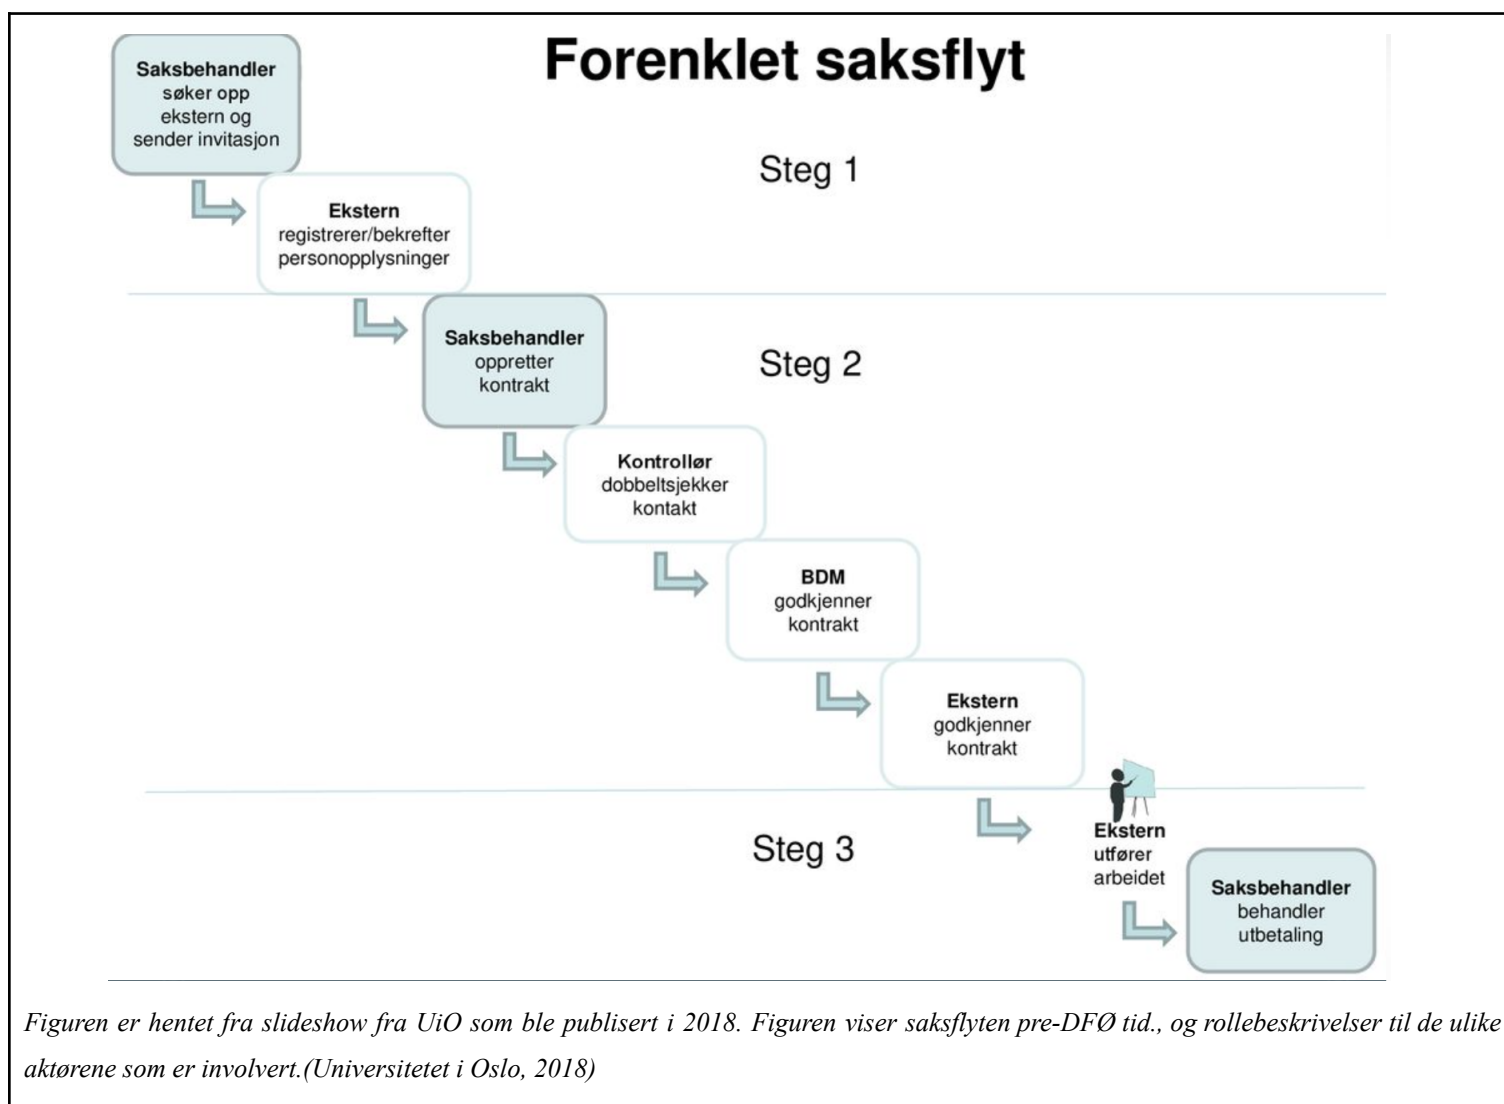 Forenklet saksflyt
Saksbehandler
søker opp
ekstern og
sender invitasjon
Steg 1
Ekstern
registrerer/bekrefter
personopplysninger
Saksbehandler
oppretter
kontrakt
Steg 2
Kontrollør
dobbeltsjekker
kontakt
BDM
godkjenner
kontrakt
Ekstern
godkjenner
kontrakt
Steg 3
Ekstern
utfører
arbeidet
Saksbehandler
behandler
utbetaling
Figuren er hentet fra slideshow fra UiO som ble publisert i 2018. Figuren viser saksflyten pre-DFØ tid., og rollebeskrivelser til de ulike
aktørene som er involvert.(Universitetet i Oslo, 2018)